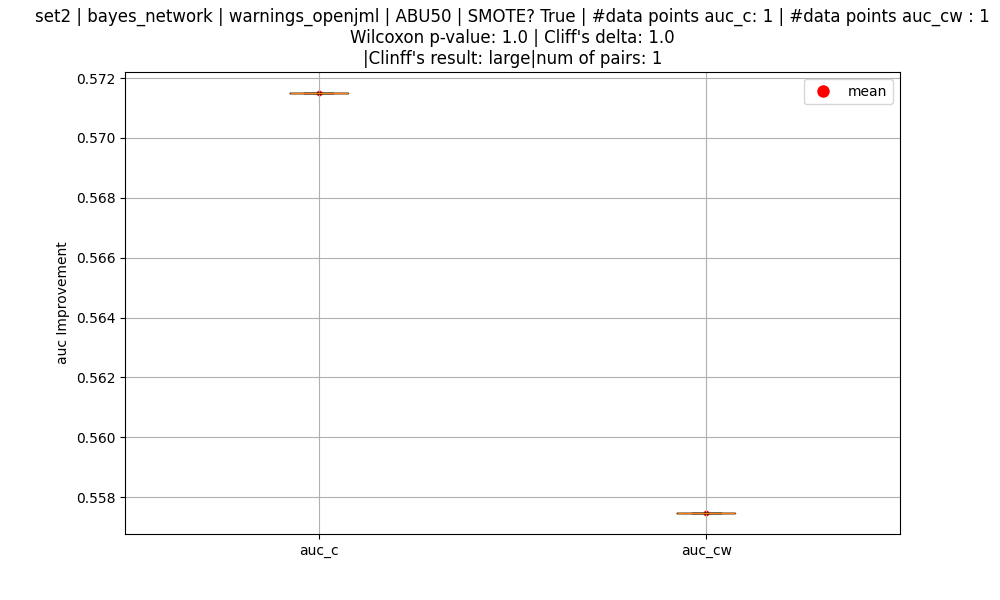 set2 | bayes_network | warnings_openjml | ABU50 | SMOTE? True | #data points auc_c: 1 | #data points auc_cw : 1
Wilcoxon p-value: 1.0 | Cliff's delta: 1.0
|Clinff's result: large|num of pairs: 1
mean
0.572
0.570
0.568
0.566
0.564
0.562
0.560
0.558
auc Improvement
auc_c
auc_cw